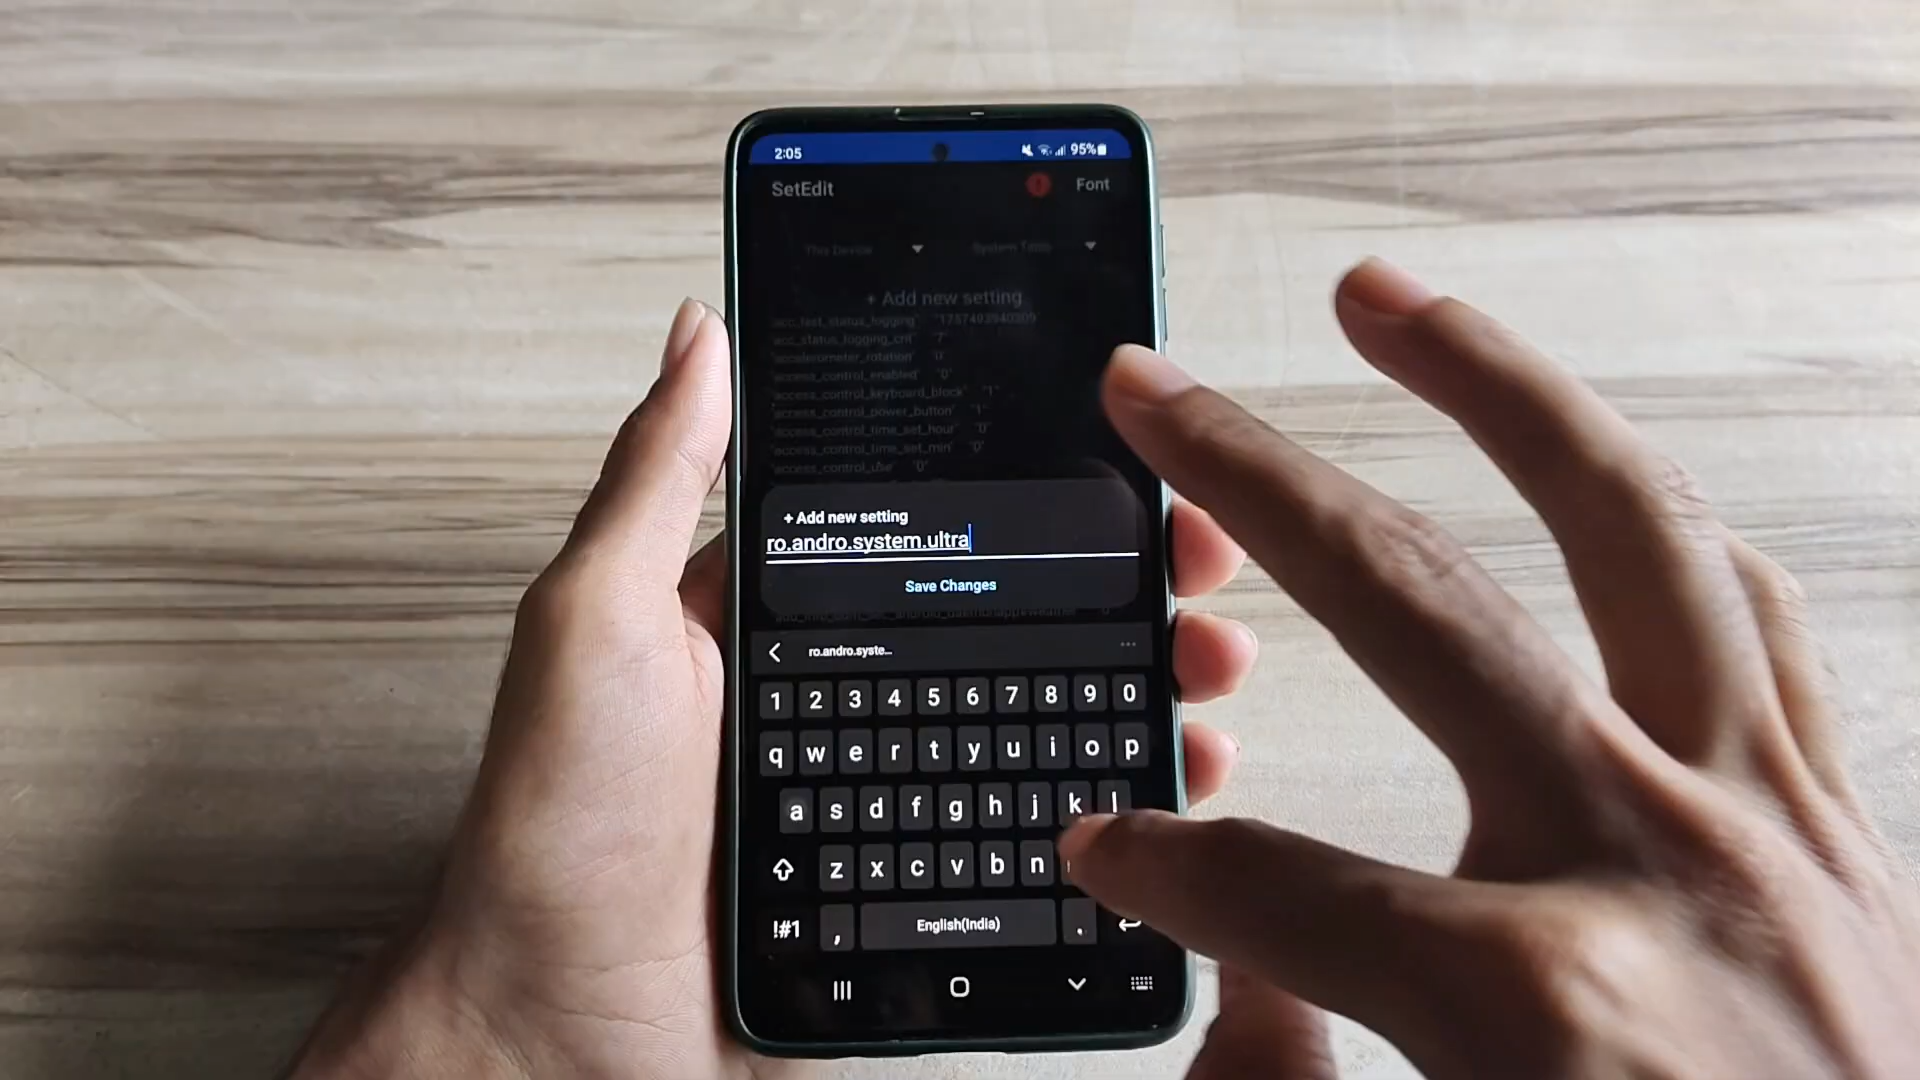 2:05 95%
SetEdit ! Font
This Device System Table
+ Add new setting
"acc_test_status_logging" "1757493940309
"acc_status_logging_cnt" "7"
"accelerometer_rotation" "0"
"access_control_enabled" "0"
"access_control_keyboard_block" "1"
"access_control_power_button" "1"
"access_control_time_set_hour" "0"
"access_control_time_set_min" "0"
"access_control_use" "0"
+ Add new setting
ro.andro.system.ultra
Save Changes
ro.andro.syste...
1 2 3 4 5 6 7 8 9 0
q w e r t y u i o p
a s d f g h j k l
z x c v b n
!#1 , English(India) .